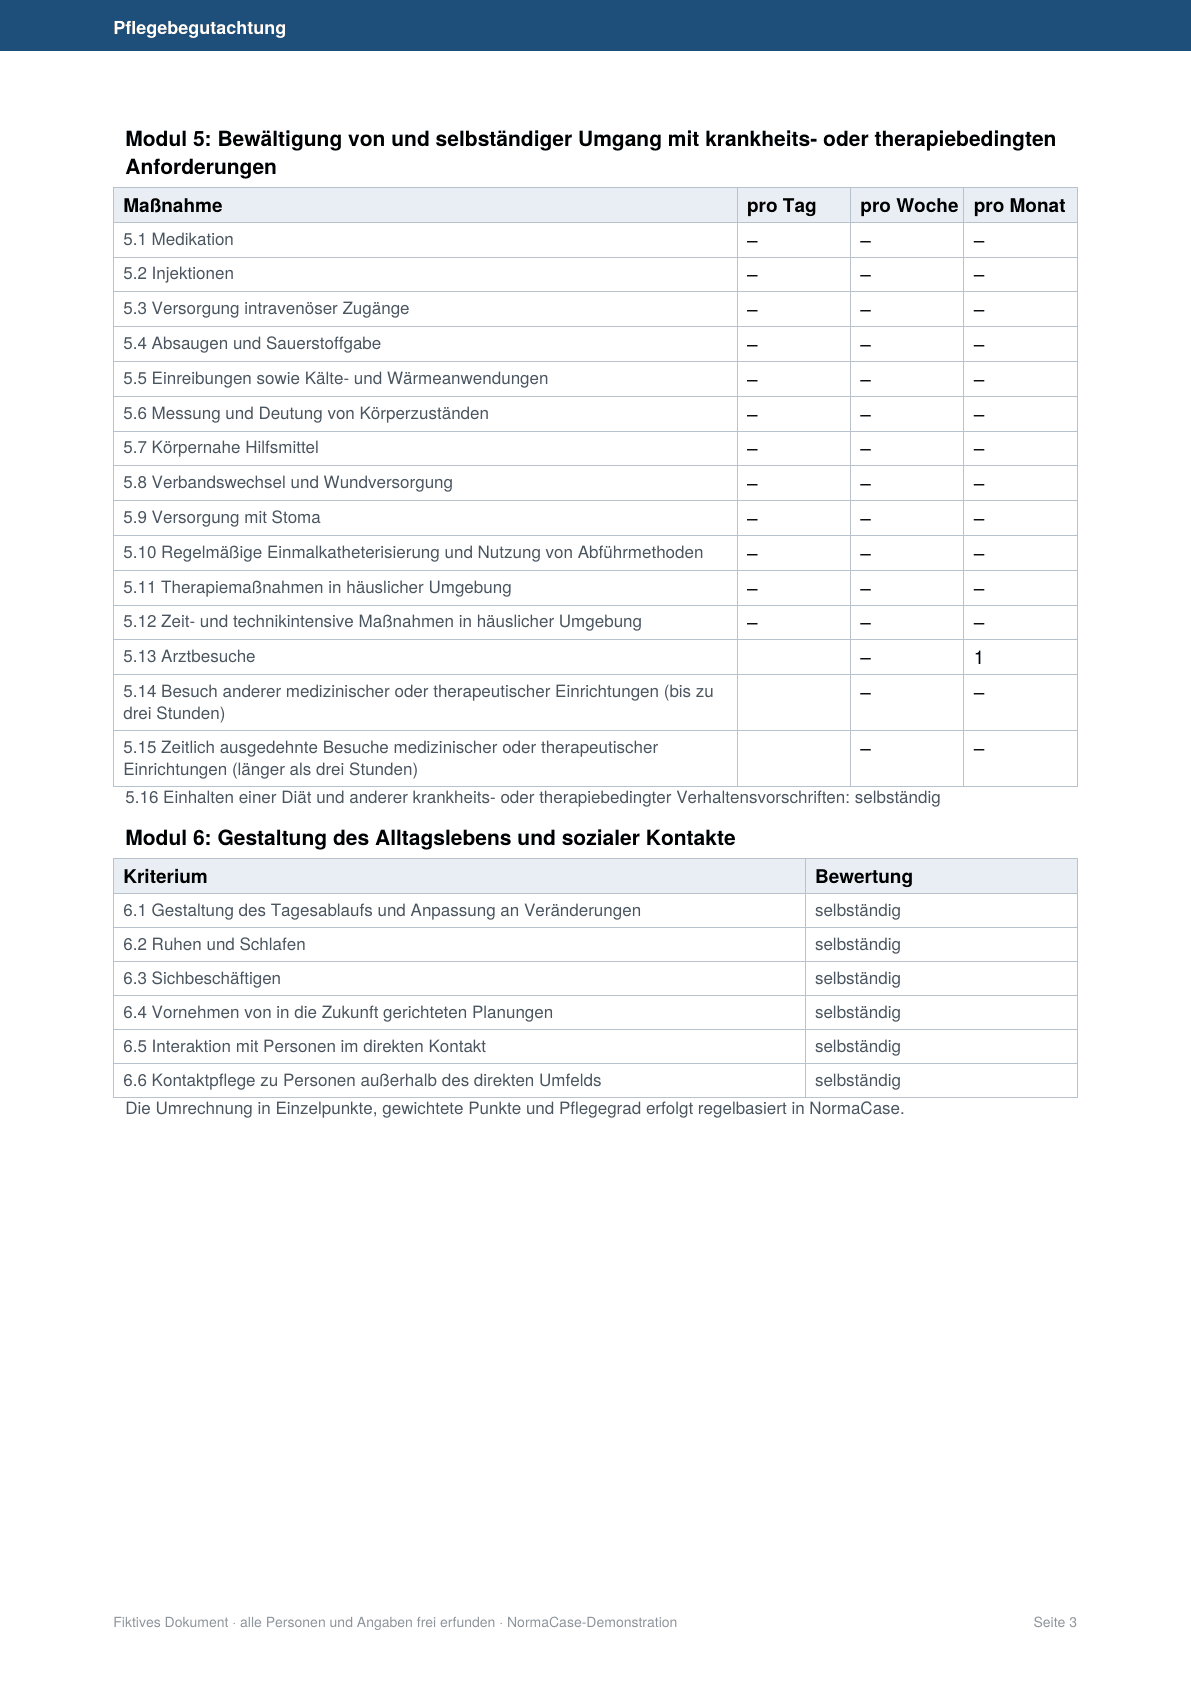 Pflegebegutachtung
Modul 5: Bewältigung von und selbständiger Umgang mit krankheits- oder therapiebedingten
Anforderungen
Maßnahme pro Tag pro Woche pro Monat
5.1 Medikation – – –
5.2 Injektionen – – –
5.3 Versorgung intravenöser Zugänge – – –
5.4 Absaugen und Sauerstoffgabe – – –
5.5 Einreibungen sowie Kälte- und Wärmeanwendungen – – –
5.6 Messung und Deutung von Körperzuständen – – –
5.7 Körpernahe Hilfsmittel – – –
5.8 Verbandswechsel und Wundversorgung – – –
5.9 Versorgung mit Stoma – – –
5.10 Regelmäßige Einmalkatheterisierung und Nutzung von Abführmethoden – – –
5.11 Therapiemaßnahmen in häuslicher Umgebung – – –
5.12 Zeit- und technikintensive Maßnahmen in häuslicher Umgebung – – –
5.13 Arztbesuche – 1
5.14 Besuch anderer medizinischer oder therapeutischer Einrichtungen (bis zu – –
drei Stunden)
5.15 Zeitlich ausgedehnte Besuche medizinischer oder therapeutischer – –
Einrichtungen (länger als drei Stunden)
5.16 Einhalten einer Diät und anderer krankheits- oder therapiebedingter Verhaltensvorschriften: selbständig
Modul 6: Gestaltung des Alltagslebens und sozialer Kontakte
Kriterium Bewertung
6.1 Gestaltung des Tagesablaufs und Anpassung an Veränderungen selbständig
6.2 Ruhen und Schlafen selbständig
6.3 Sichbeschäftigen selbständig
6.4 Vornehmen von in die Zukunft gerichteten Planungen selbständig
6.5 Interaktion mit Personen im direkten Kontakt selbständig
6.6 Kontaktpflege zu Personen außerhalb des direkten Umfelds selbständig
Die Umrechnung in Einzelpunkte, gewichtete Punkte und Pflegegrad erfolgt regelbasiert in NormaCase.
Fiktives Dokument · alle Personen und Angaben frei erfunden · NormaCase-Demonstration Seite 3